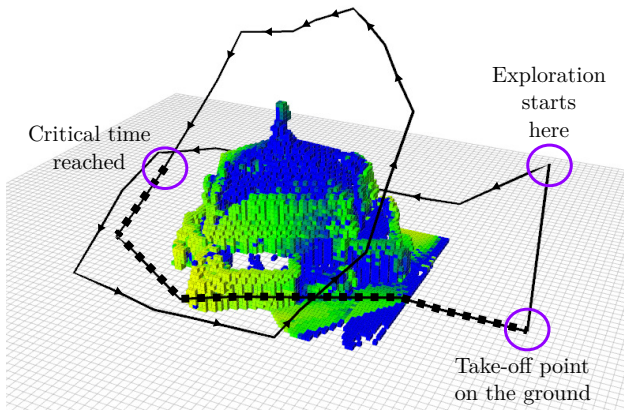 Exploration
starts
here
Critical time
reached
Take-off point
on the ground